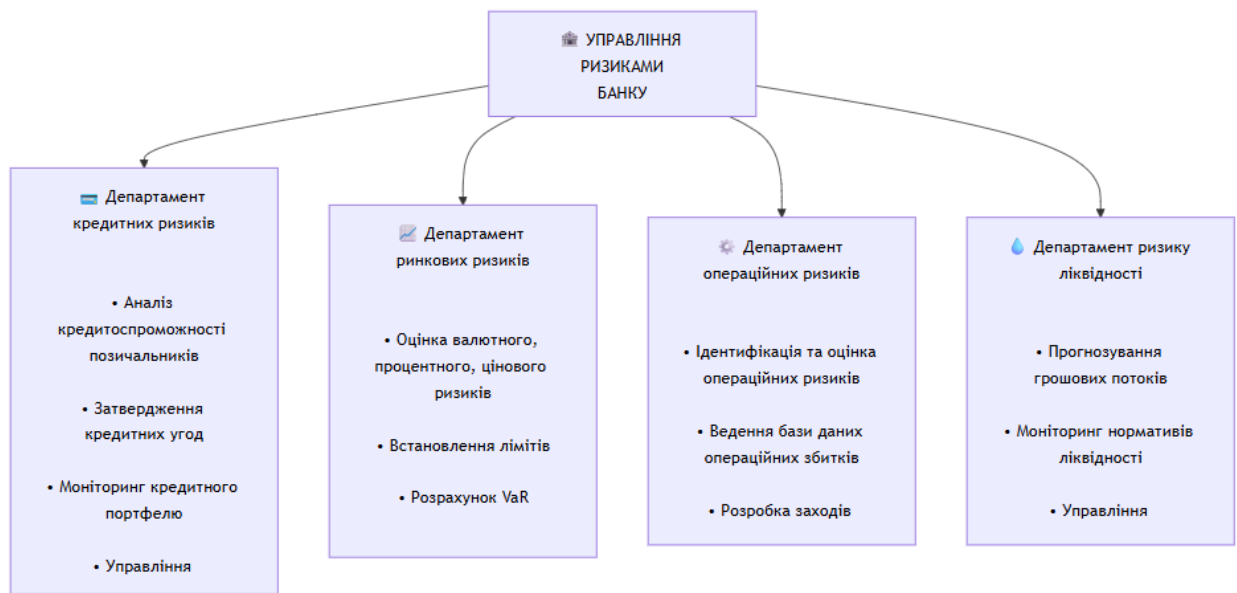 🏦 УПРАВЛІННЯ
РИЗИКАМИ
БАНКУ
💳 Департамент
кредитних ризиків
• Аналіз
кредитоспроможності
позичальників
• Затвердження
кредитних угод
• Моніторинг кредитного
портфелю
• Управління
📈 Департамент
ринкових ризиків
• Оцінка валютного,
процентного, цінового
ризиків
• Встановлення лімітів
• Розрахунок VaR
⚙️ Департамент
операційних ризиків
• Ідентифікація та оцінка
операційних ризиків
• Ведення бази даних
операційних збитків
• Розробка заходів
💧 Департамент ризику
ліквідності
• Прогнозування
грошових потоків
• Моніторинг нормативів
ліквідності
• Управління